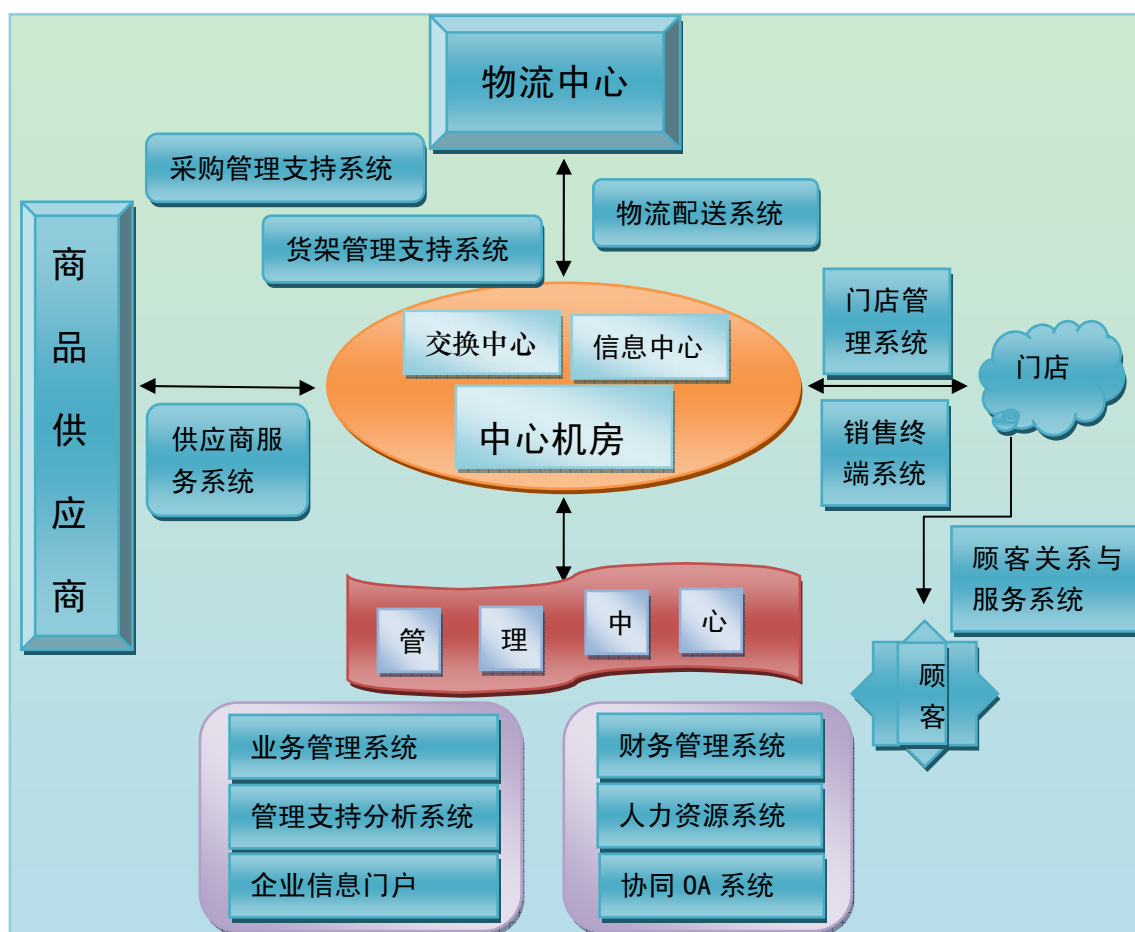 物流中心
采购管理支持系统
物流配送系统
货架管理支持系统
商
品
供
应
商
门店管
理系统
门店
交换中心
信息中心
中心机房
供应商服
务系统
销售终
端系统
顾客关系与
服务系统
管 理 中 心
顾
客
业务管理系统
管理支持分析系统
企业信息门户
财务管理系统
人力资源系统
协同 OA 系统